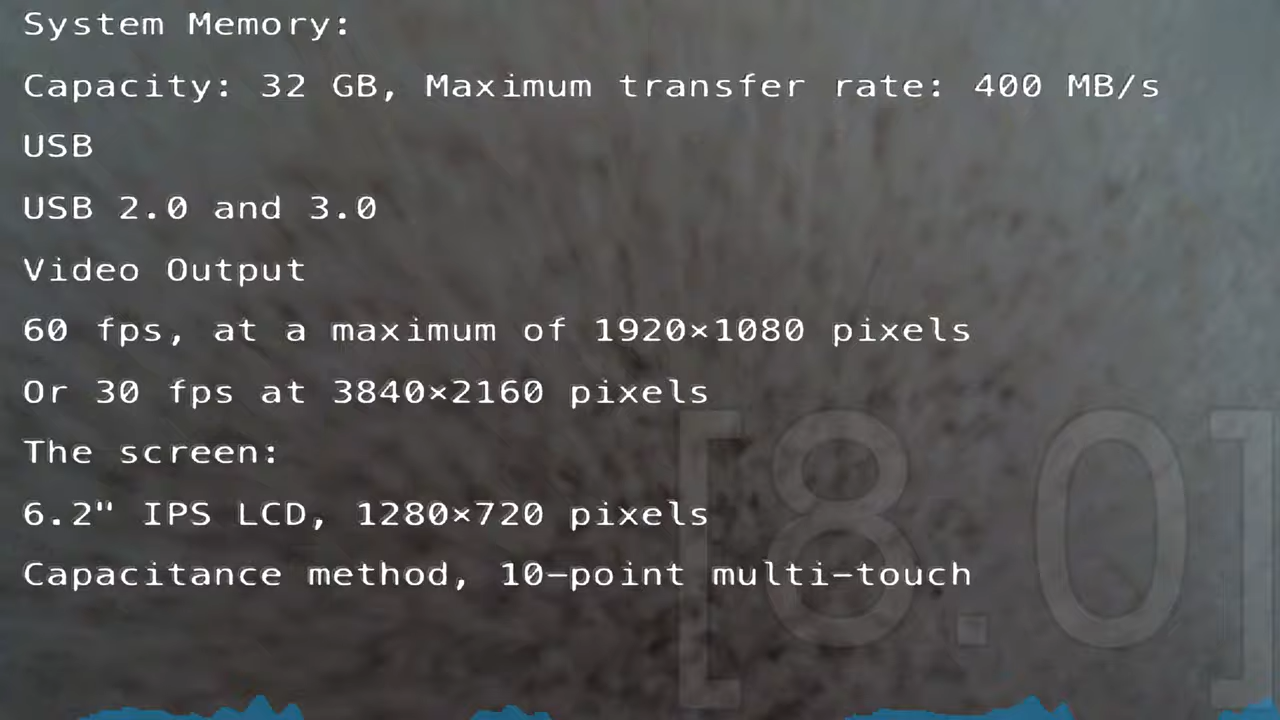 System Memory:
Capacity: 32 GB, Maximum transfer rate: 400 MB/s
USB
USB 2.0 and 3.0
Video Output
60 fps, at a maximum of 1920×1080 pixels
Or 30 fps at 3840×2160 pixels
The screen:
6.2" IPS LCD, 1280×720 pixels
Capacitance method, 10-point multi-touch
[8.0]